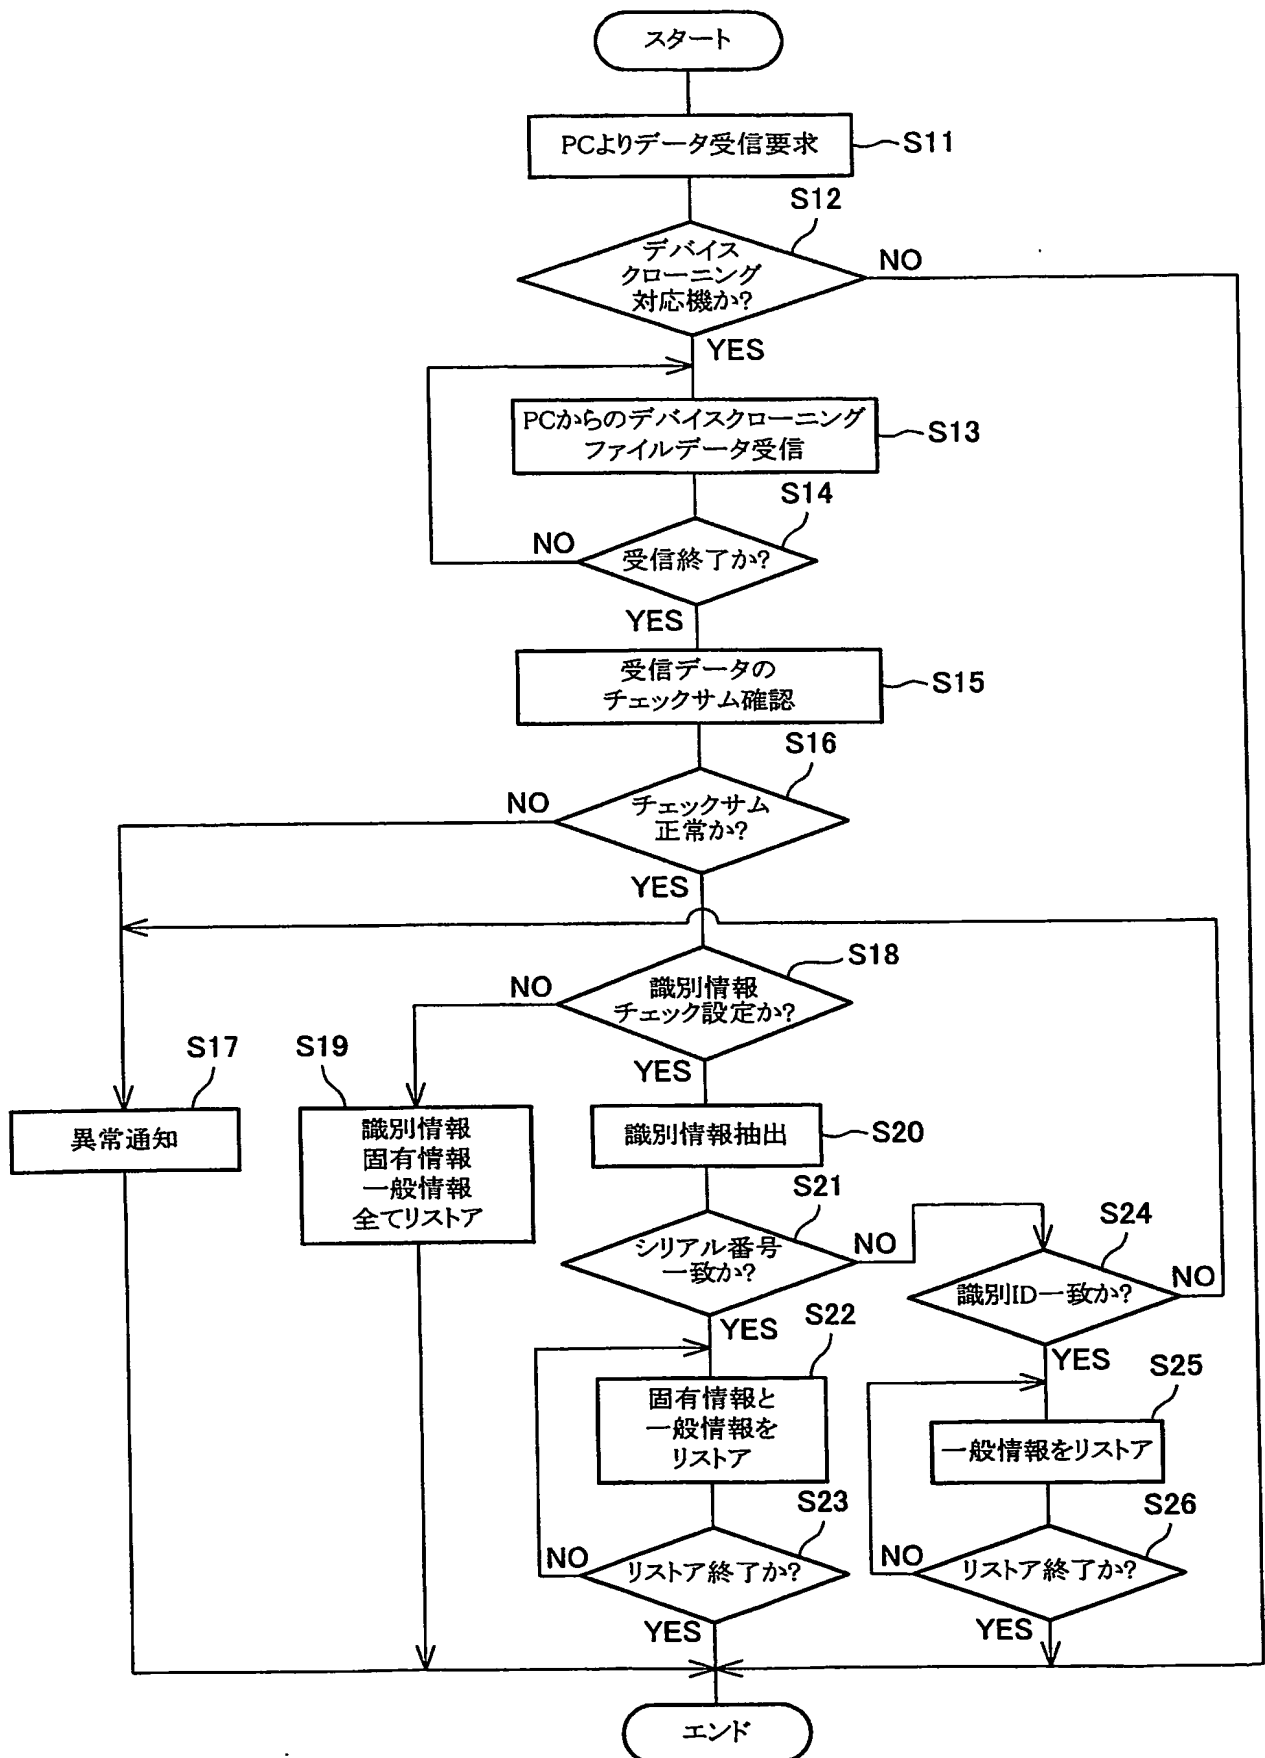 スタート
PCよりデータ受信要求
S11
S12
デバイス
クローニング
対応機か?
NO
YES
PCからのデバイスクローニング
ファイルデータ受信
S13
S14
NO
受信終了か?
YES
受信データの
チェックサム確認
S15
S16
NO
チェックサム
正常か?
YES
S18
NO
識別情報
チェック設定か?
YES
S17
異常通知
S19
識別情報
固有情報
一般情報
全てリストア
識別情報抽出
S20
S21
シリアル番号
一致か?
NO
YES
S24
識別ID一致か?
NO
YES
S22
固有情報と
一般情報を
リストア
S25
一般情報をリストア
S23
NO
リストア終了か?
YES
S26
NO
リストア終了か?
YES
エンド